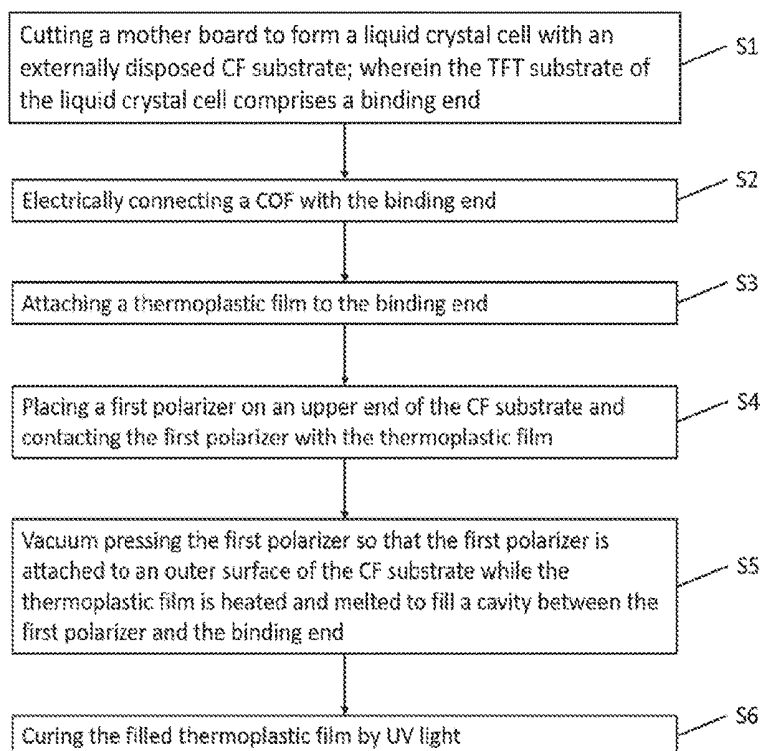 Cutting a mother board to form a liquid crystal cell with an
externally disposed CF substrate; wherein the TFT substrate of
the liquid crystal cell comprises a binding end
S1
Electrically connecting a COF with the binding end
S2
Attaching a thermoplastic film to the binding end
S3
Placing a first polarizer on an upper end of the CF substrate and
contacting the first polarizer with the thermoplastic film
S4
Vacuum pressing the first polarizer so that the first polarizer is
attached to an outer surface of the CF substrate while the
thermoplastic film is heated and melted to fill a cavity between the
first polarizer and the binding end
S5
Curing the filled thermoplastic film by UV light
S6